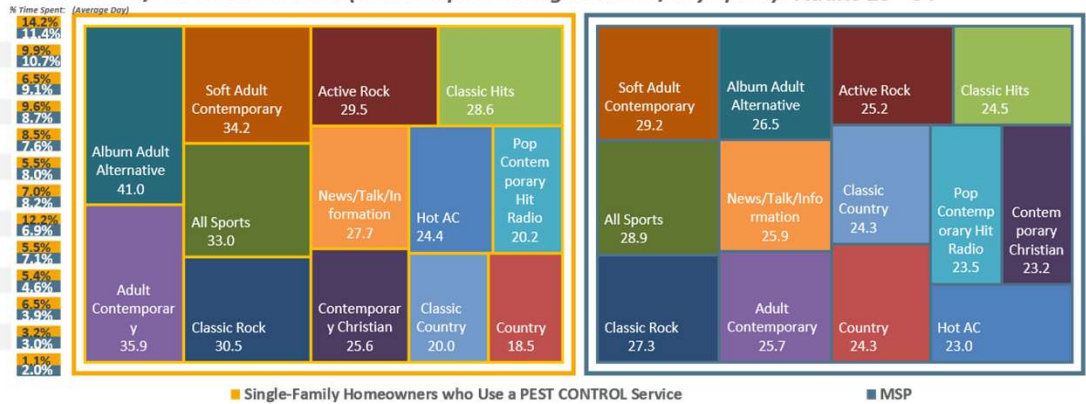 % Time Spent: (Average Day)
14.2%
11.4%
9.9%
10.7%
6.5%
9.1%
9.6%
8.7%
8.5%
7.6%
5.5%
8.0%
7.0%
8.2%
12.2%
6.9%
5.5%
7.1%
5.4%
4.6%
6.5%
3.9%
3.2%
3.0%
1.1%
2.0%
Album Adult
Alternative
41.0
Adult
Contemporar
y
35.9
Soft Adult
Contemporary
34.2
All Sports
33.0
Classic Rock
30.5
Active Rock
29.5
Classic Hits
28.6
News/Talk/In
formation
27.7
Hot AC
24.4
Pop
Contem
porary
Hit
Radio
20.2
Contemporar
y Christian
25.6
Classic
Country
20.0
Country
18.5
Soft Adult
Contemporary
29.2
All Sports
28.9
Classic Rock
27.3
Album Adult
Alternative
26.5
News/Talk/Info
rmation
25.9
Adult
Contemporary
25.7
Active Rock
25.2
Classic Hits
24.5
Classic
Country
24.3
Country
24.3
Pop
Contemp
orary Hit
Radio
23.5
Contem
porary
Christian
23.2
Hot AC
23.0
Single-Family Homeowners who Use a PEST CONTROL Service
MSP